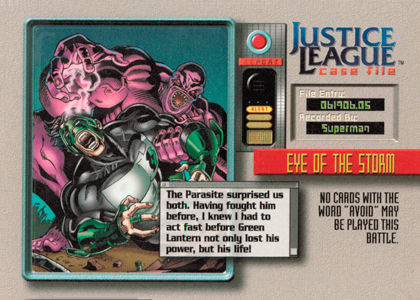 JUSTICE
LEAGUE™
case file
REPORT
ALERT
File Entry:
061906.05
Recorded By:
Superman
EYE OF THE STORM
NO CARDS WITH THE
WORD "AVOID" MAY
BE PLAYED THIS
BATTLE.
The Parasite surprised us
both. Having fought him
before, I knew I had to
act fast before Green
Lantern not only lost his
power, but his life!